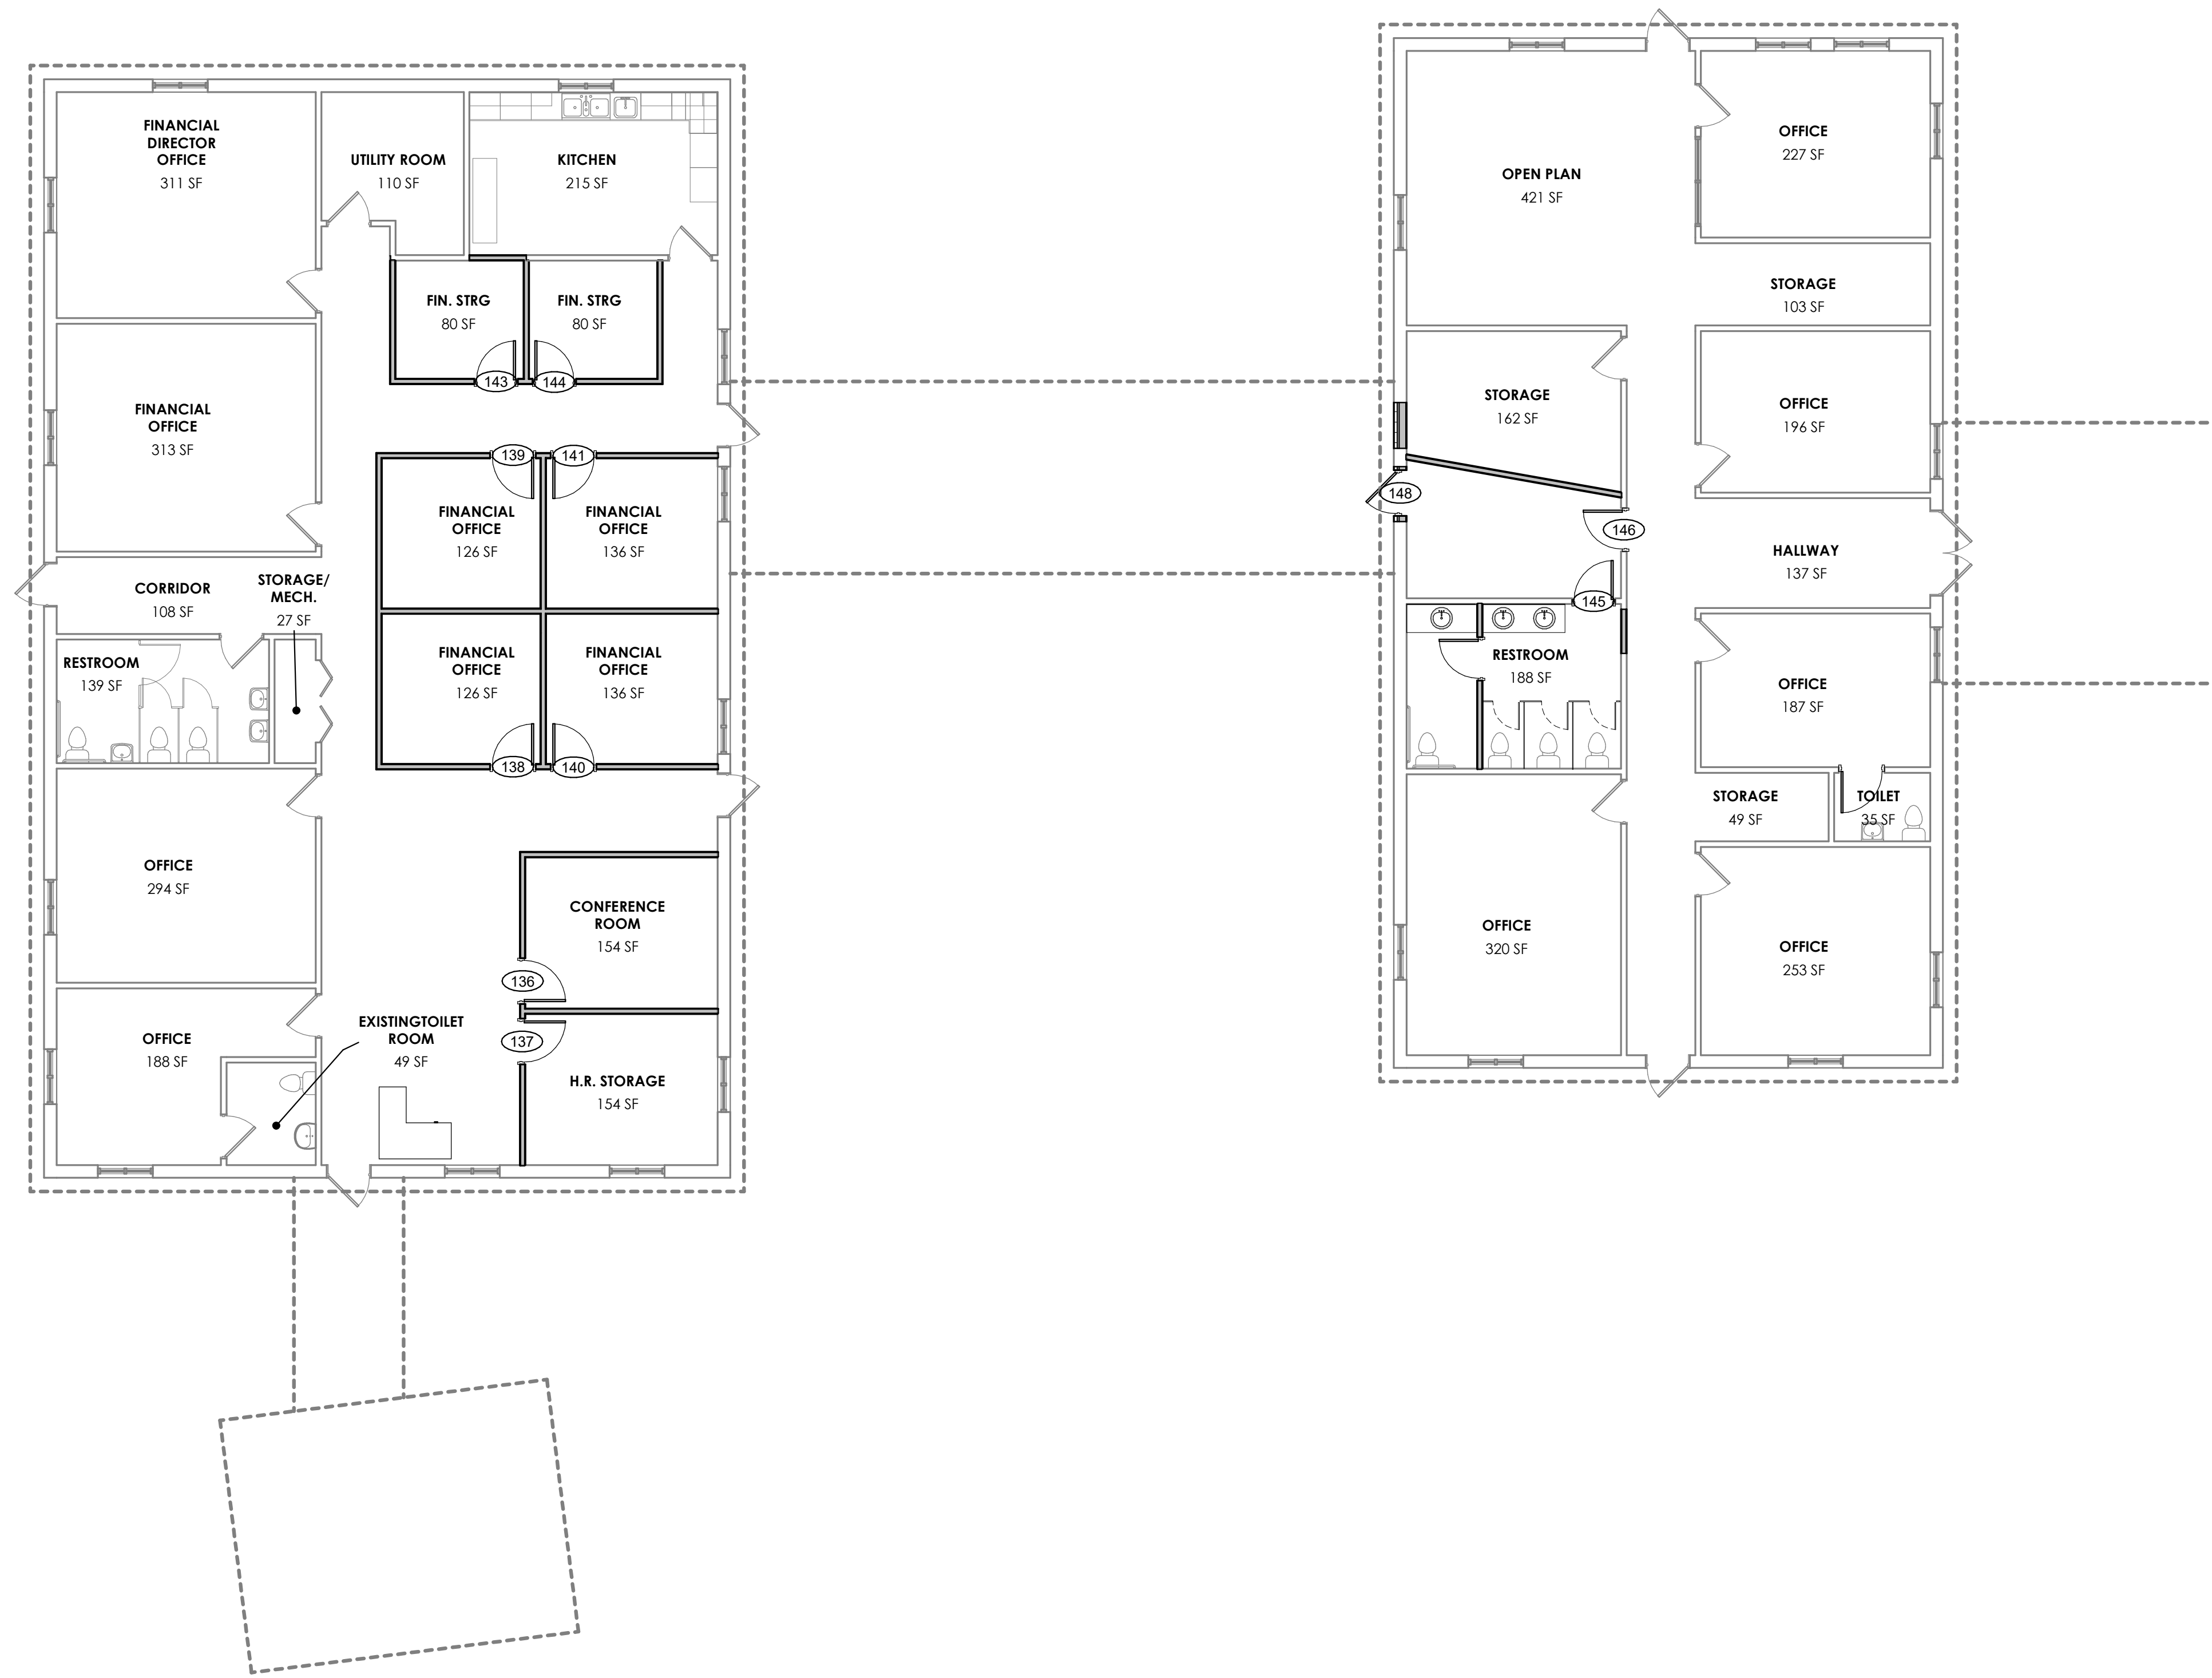 FINANCIAL
DIRECTOR
OFFICE
311 SF
UTILITY ROOM
110 SF
KITCHEN
215 SF
FIN. STRG
80 SF
FIN. STRG
80 SF
143
144
FINANCIAL
OFFICE
313 SF
139
141
FINANCIAL
OFFICE
126 SF
FINANCIAL
OFFICE
136 SF
CORRIDOR
108 SF
STORAGE/
MECH.
27 SF
RESTROOM
139 SF
FINANCIAL
OFFICE
126 SF
FINANCIAL
OFFICE
136 SF
138
140
OFFICE
294 SF
CONFERENCE
ROOM
154 SF
136
137
OFFICE
188 SF
EXISTINGTOILET
ROOM
49 SF
H.R. STORAGE
154 SF
OPEN PLAN
421 SF
OFFICE
227 SF
STORAGE
103 SF
STORAGE
162 SF
OFFICE
196 SF
148
146
HALLWAY
137 SF
145
RESTROOM
188 SF
OFFICE
187 SF
STORAGE
49 SF
TOILET
35 SF
OFFICE
320 SF
OFFICE
253 SF